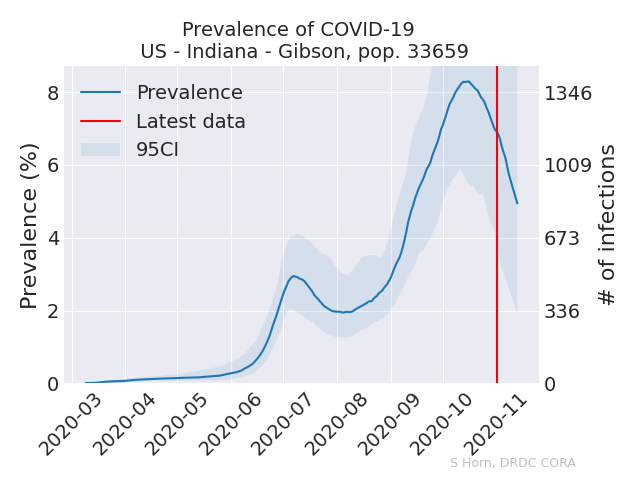 Prevalence of COVID-19
US - Indiana - Gibson, pop. 33659
Prevalence
Latest data
95CI
Prevalence (%)
8
6
4
2
0
# of infections
1346
1009
673
336
0
2020-03
2020-04
2020-05
2020-06
2020-07
2020-08
2020-09
2020-10
2020-11
S Horn, DRDC CORA